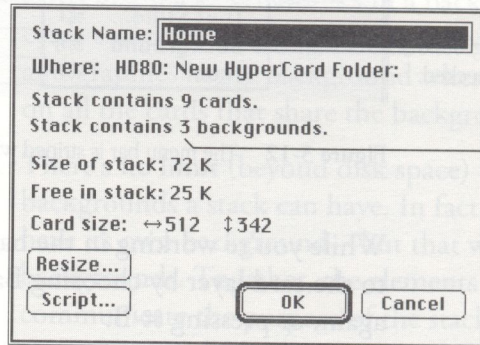 Stack Name: Home
Where: HD80: New HyperCard Folder:
Stack contains 9 cards.
Stack contains 3 backgrounds.
Size of stack: 72 K
Free in stack: 25 K
Card size: ↔512 ↕342
Resize...
Script...
OK
Cancel